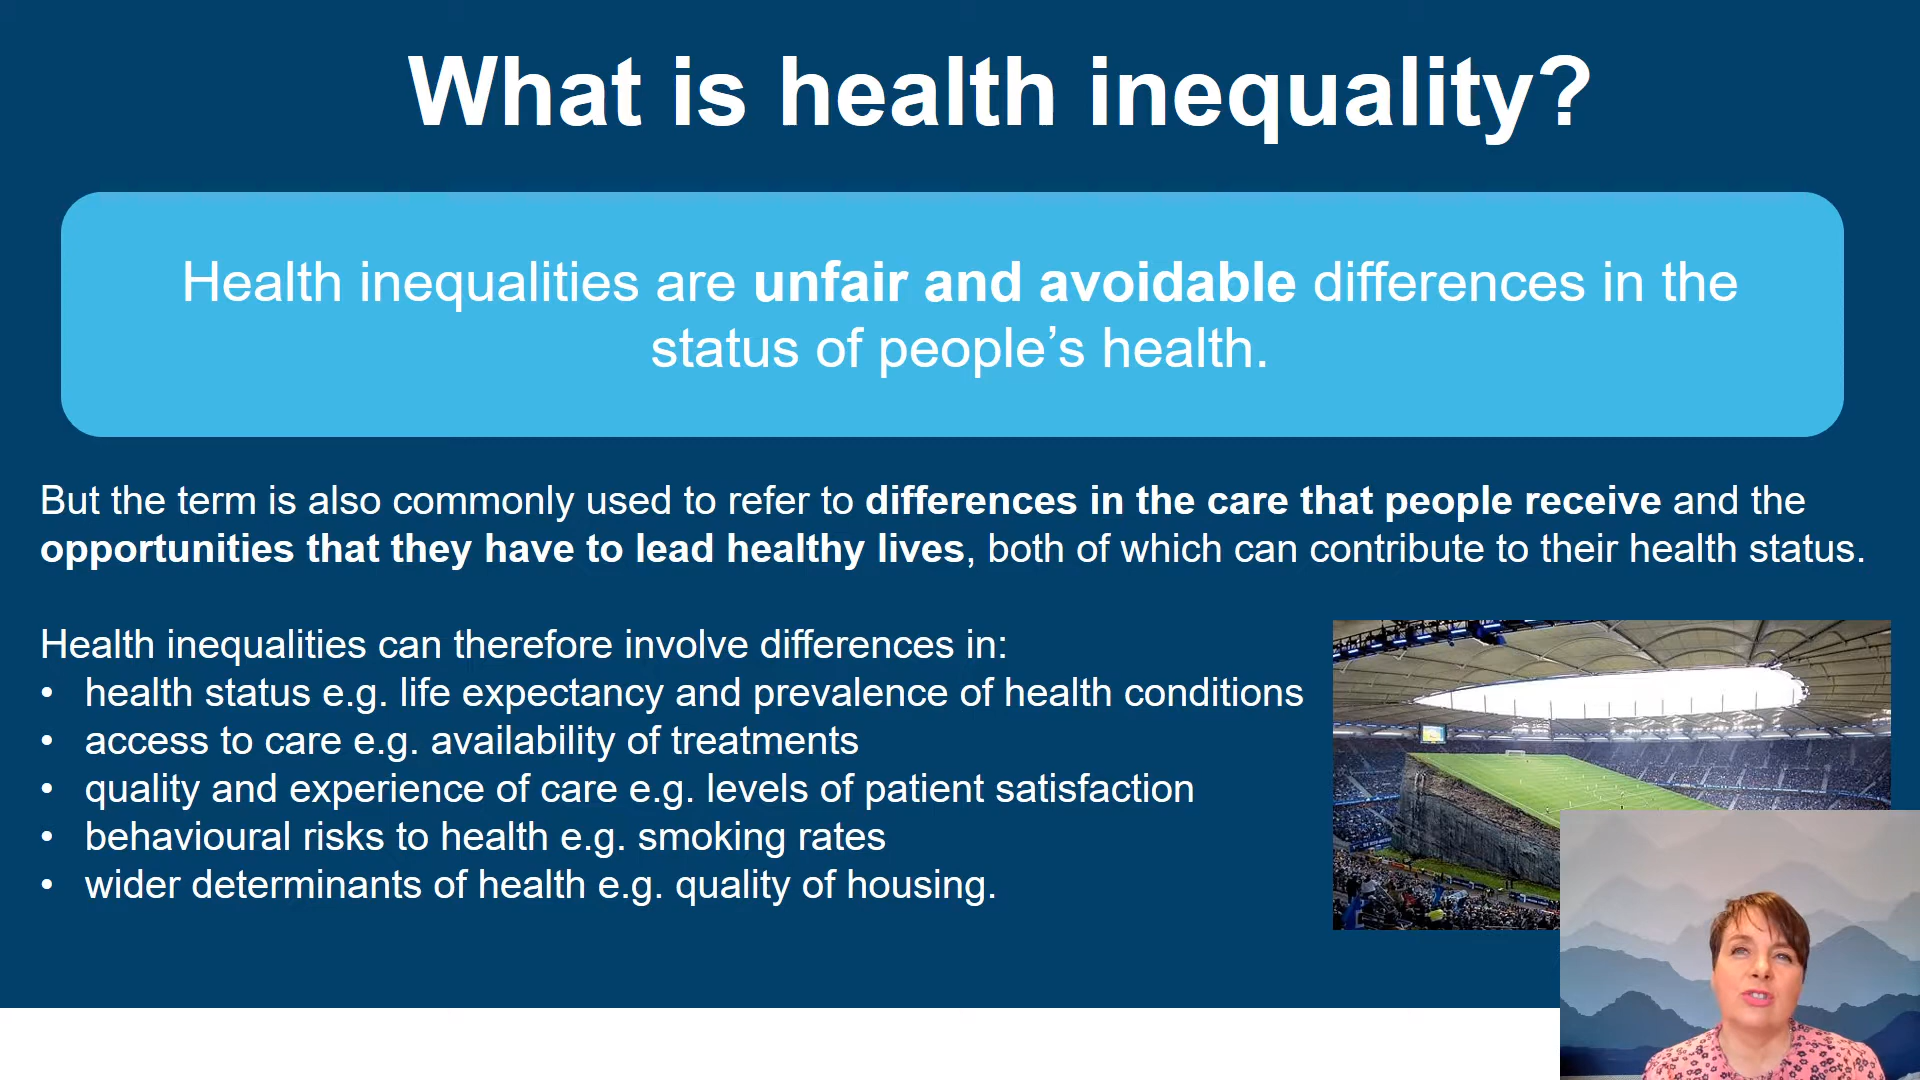 What is health inequality?
Health inequalities are unfair and avoidable differences in the
status of people’s health.
But the term is also commonly used to refer to differences in the care that people receive and the
opportunities that they have to lead healthy lives, both of which can contribute to their health status.
Health inequalities can therefore involve differences in:
• health status e.g. life expectancy and prevalence of health conditions
• access to care e.g. availability of treatments
• quality and experience of care e.g. levels of patient satisfaction
• behavioural risks to health e.g. smoking rates
• wider determinants of health e.g. quality of housing.